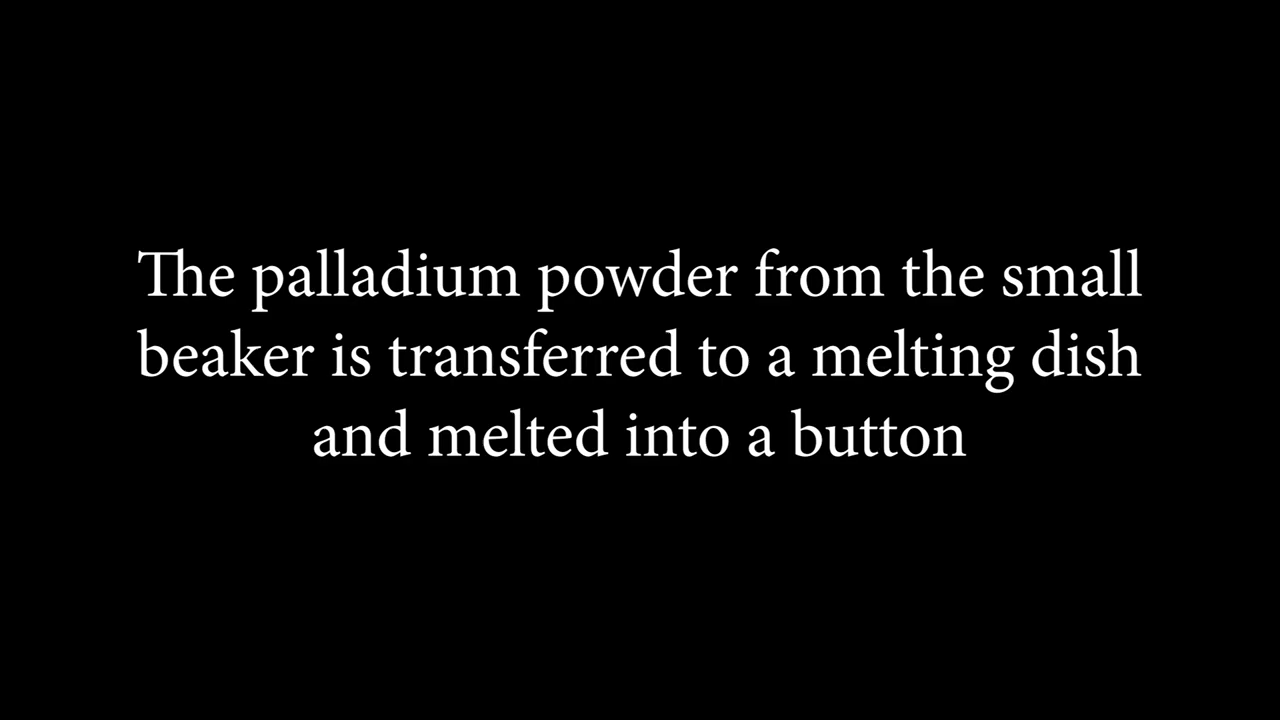 The palladium powder from the small
beaker is transferred to a melting dish
and melted into a button